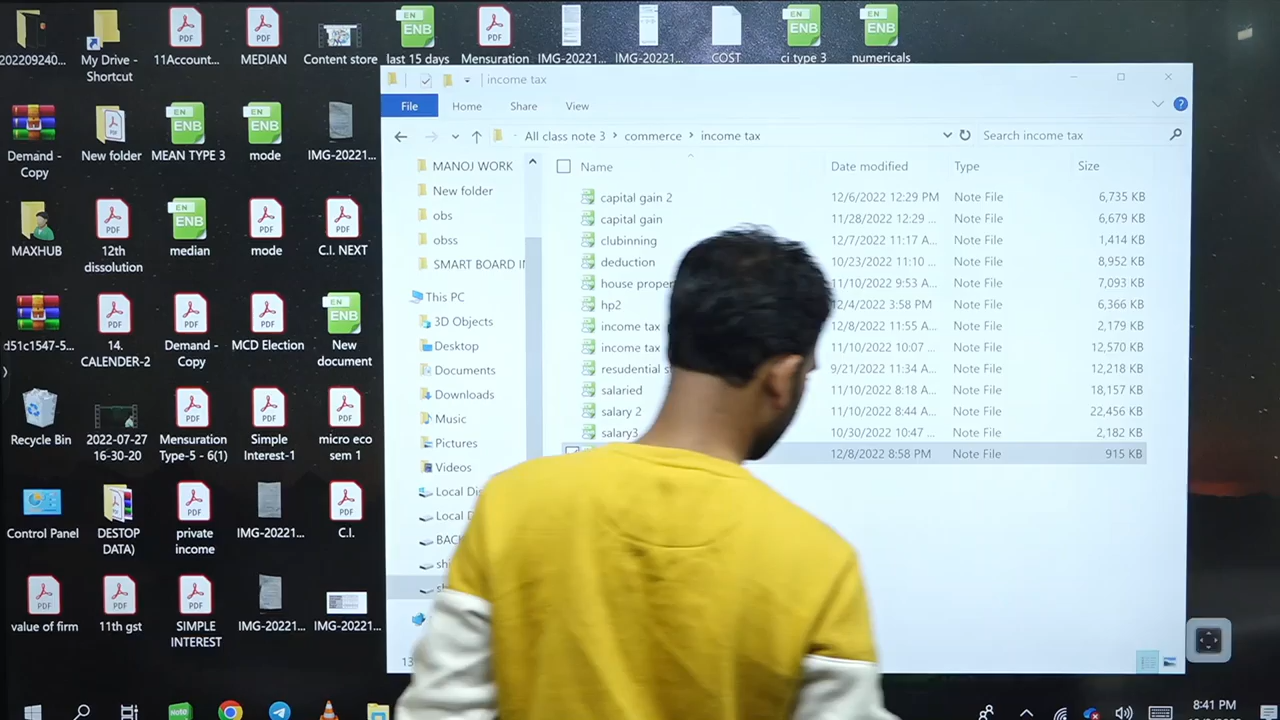 202209240...
My Drive - Shortcut
11Account...
MEDIAN
Content store
last 15 days
Mensuration
IMG-20221...
IMG-20221...
COST
ci type 3
numericals
Demand - Copy
New folder
MEAN TYPE 3
mode
IMG-20221...
MAXHUB
12th dissolution
median
mode
C.I. NEXT
d51c1547-5...
14. CALENDER-2
Demand - Copy
MCD Election
New document
Recycle Bin
2022-07-27 16-30-20
Mensuration Type-5 - 6(1)
Simple Interest-1
micro eco sem 1
Control Panel
DESTOP DATA)
private income
IMG-20221...
C.I.
value of firm
11th gst
SIMPLE INTEREST
IMG-20221...
IMG-20221...
income tax
File Home Share View
All class note 3 > commerce > income tax
Search income tax
MANOJ WORK
New folder
obs
obss
SMART BOARD
This PC
3D Objects
Desktop
Documents
Downloads
Music
Pictures
Videos
Local
Local
Name Date modified Type Size
capital gain 2 12/6/2022 12:29 PM Note File 6,735 KB
capital gain 11/28/2022 12:29 ... Note File 6,679 KB
clubinning 12/7/2022 11:17 A... Note File 1,414 KB
deduction 10/23/2022 11:10 ... Note File 8,952 KB
house 11/10/2022 9:53 A... Note File 7,093 KB
hp2 12/4/2022 3:58 PM Note File 6,366 KB
income tax 12/8/2022 11:55 A... Note File 2,179 KB
income tax 11/10/2022 10:07 ... Note File 12,570 KB
resudential 9/21/2022 11:34 A... Note File 12,218 KB
salaried 11/10/2022 8:18 A... Note File 18,157 KB
salary 2 11/10/2022 8:44 A... Note File 22,456 KB
salary3 10/30/2022 10:47 ... Note File 2,182 KB
12/8/2022 8:58 PM Note File 915 KB
8:41 PM